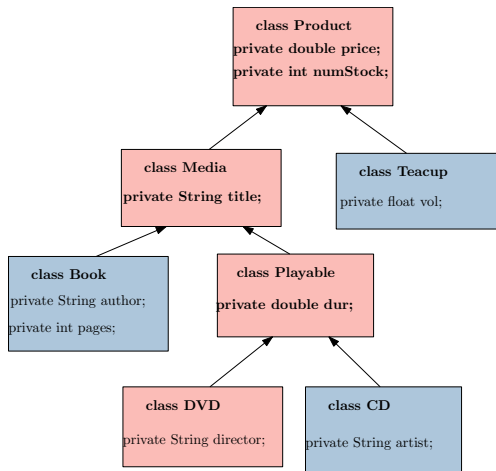 class Product
private double price;
private int numStock;
class Media
private String title;
class Teacup
private float vol;
class Book
private String author;
private int pages;
class Playable
private double dur;
class DVD
private String director;
class CD
private String artist;